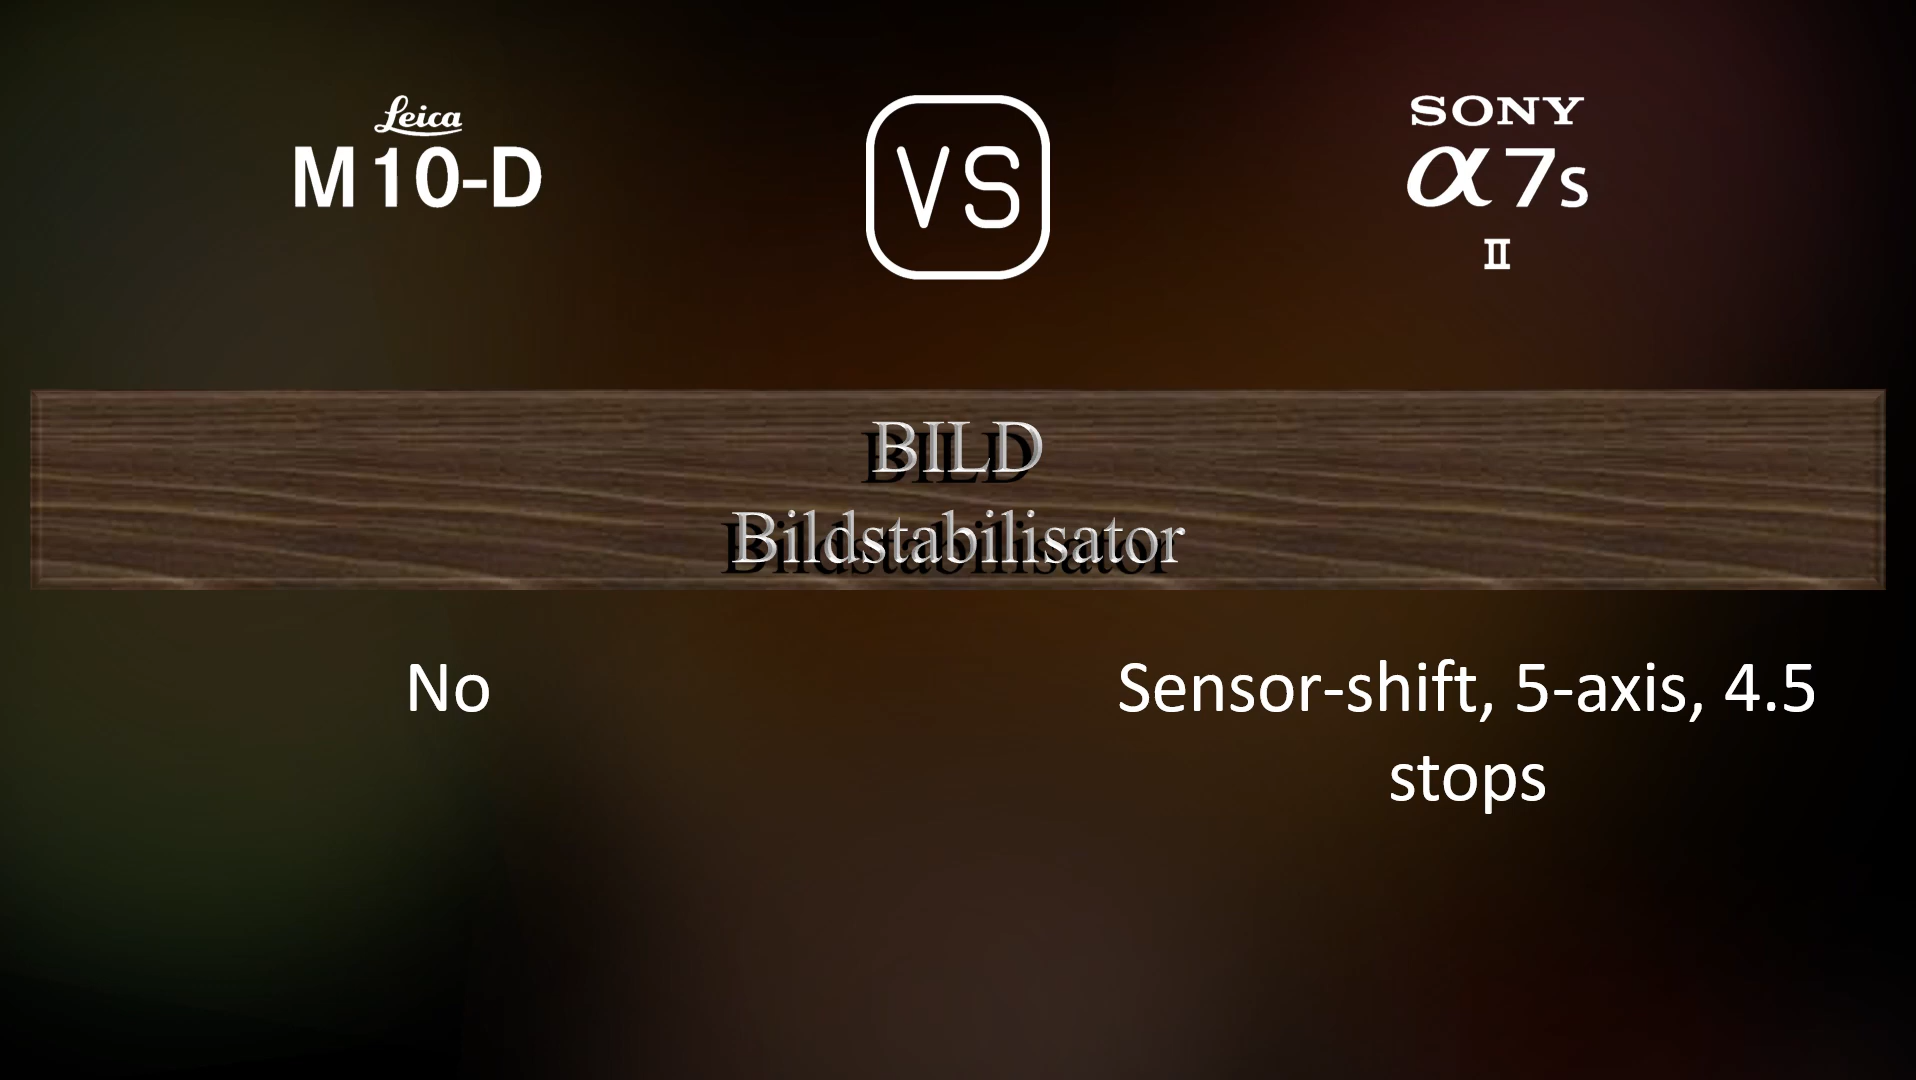 Leica
M10-D
VS
SONY
α7s
II
BILD
Bildstabilisator
No
Sensor-shift, 5-axis, 4.5
stops